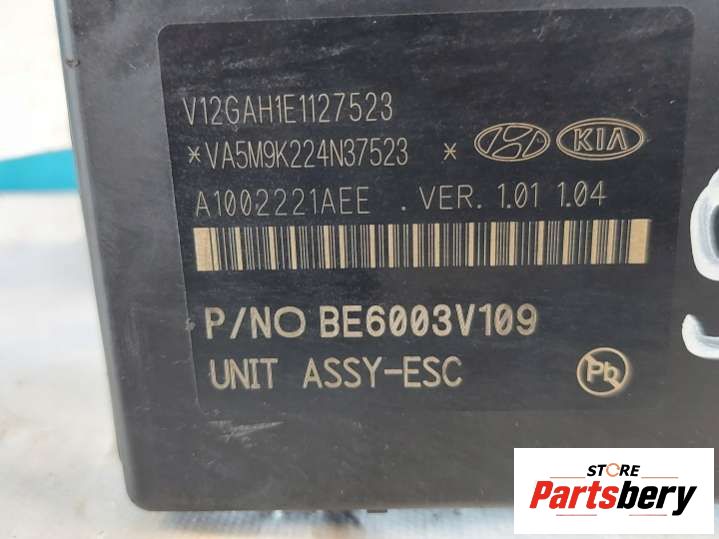 V12GAH1E1127523
*VA5M9K224N37523 * KIA
A1002221AEE . VER. 1.01 1.04
P/NO BE6003V109
UNIT ASSY-ESC Pb
STORE
Partsbery